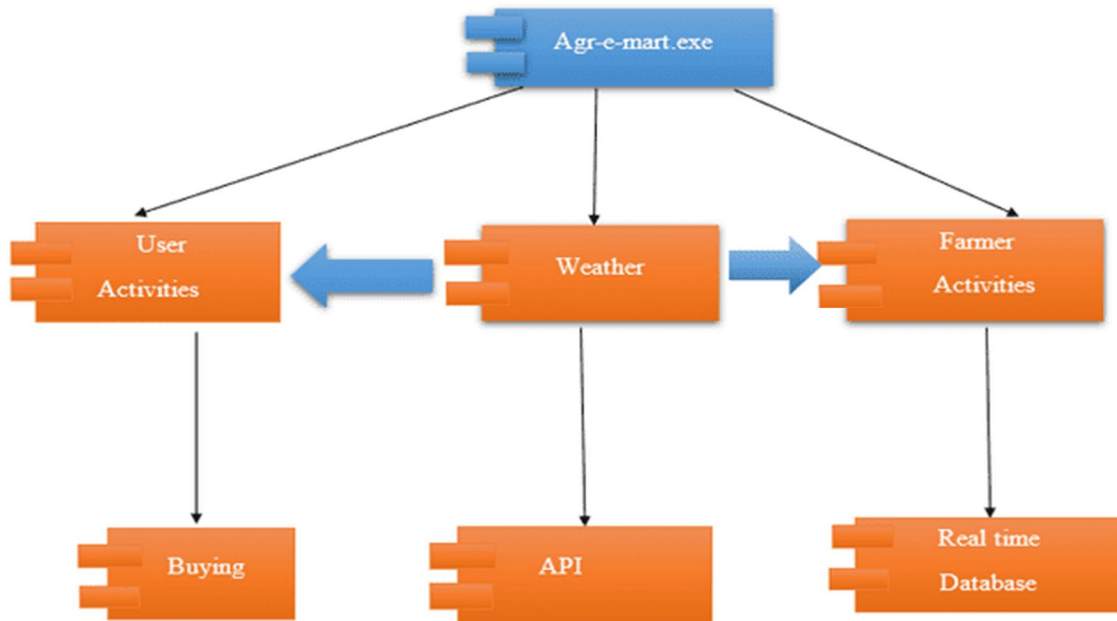 Agr-e-mart.exe
User
Activities
Weather
Farmer
Activities
Buying
API
Real time
Database